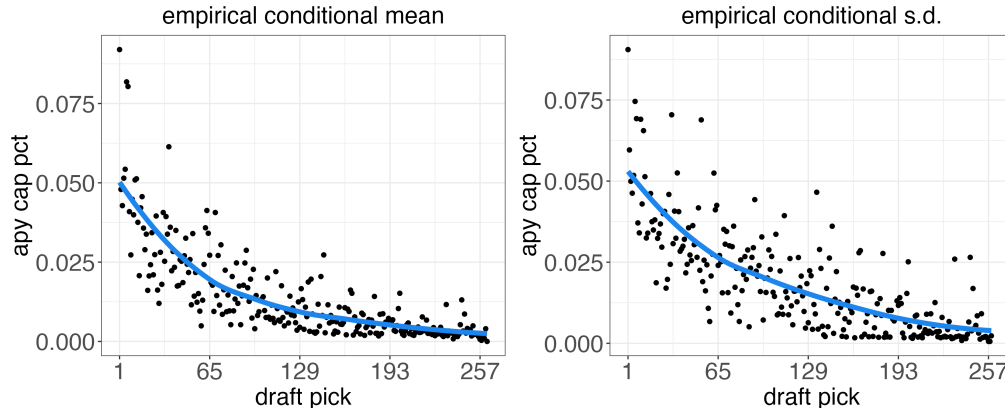 empirical conditional mean
apy cap pct
0.075
0.050
0.025
0.000
1 65 129 193 257
draft pick
empirical conditional s.d.
apy cap pct
0.075
0.050
0.025
0.000
1 65 129 193 257
draft pick